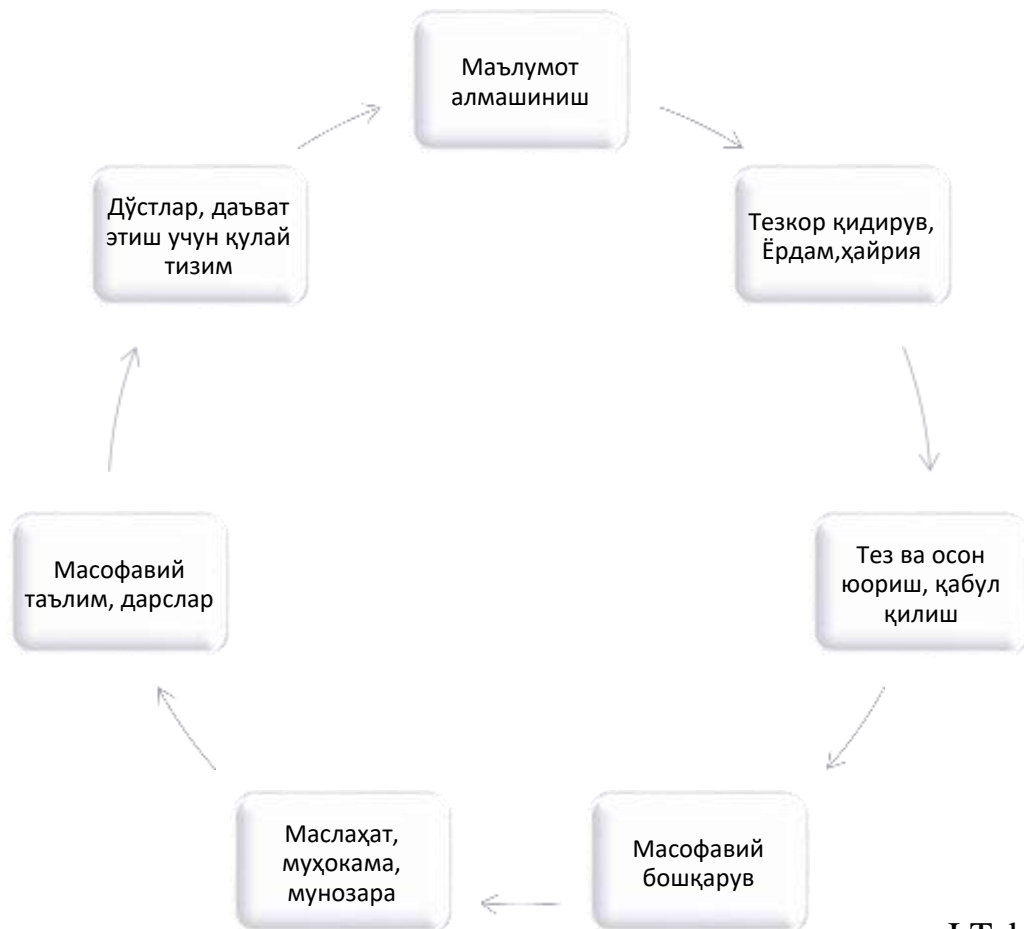 Маълумот
алмашиниш
Тезкор қидирув,
Ёрдам,ҳайрия
Тез ва осон
юориш, қабул
қилиш
Масофавий
бошқарув
Маслаҳат,
муҳокама,
мунозара
Масофавий
таълим, дарслар
Дўстлар, даъват
этиш учун қулай
тизим